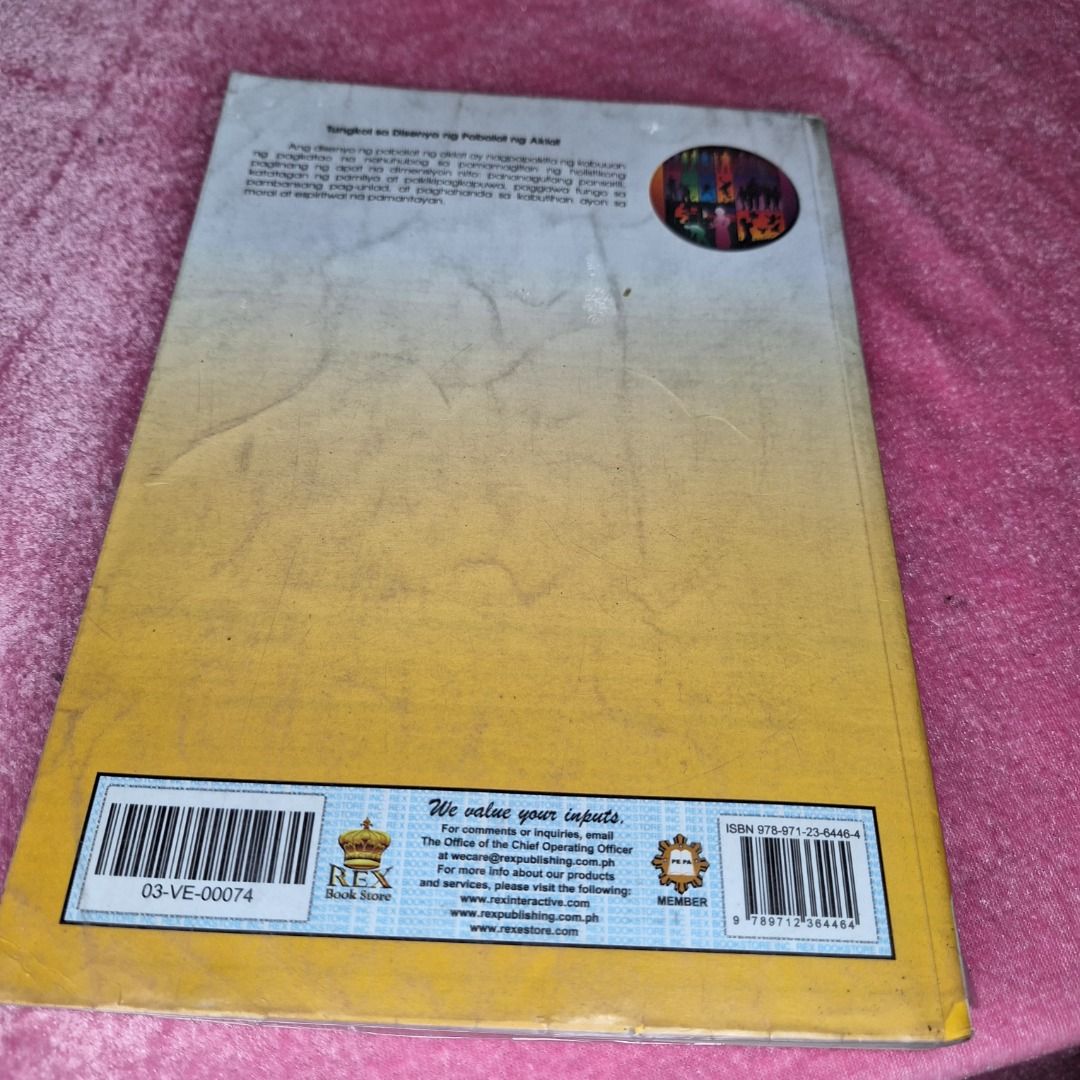 Tungkol sa Disenyo ng Pabalat ng Aklat
Ang disenyo ng pabalat ng aklat ay nagpapakita ng kabuuan
ng pagkatao na nahuhubog sa pamamagitan ng holistikong
paglinang ng apat na dimensiyon nito: pananagutang pansarili,
katatagan ng pamilya at pakikipagkapuwa, paggawa tungo sa
pambansang pag-unlad, at paghahanda sa kabutihan ayon sa
moral at espiritwal na pamantayan.
03-VE-00074
REX
Book Store
We value your inputs.
For comments or inquiries, email
The Office of the Chief Operating Officer
at wecare@rexpublishing.com.ph
For more info about our products
and services, please visit the following:
www.rexinteractive.com
www.rexpublishing.com.ph
www.rexestore.com
PEPA
MEMBER
ISBN 978-971-23-6446-4
9 789712 364464